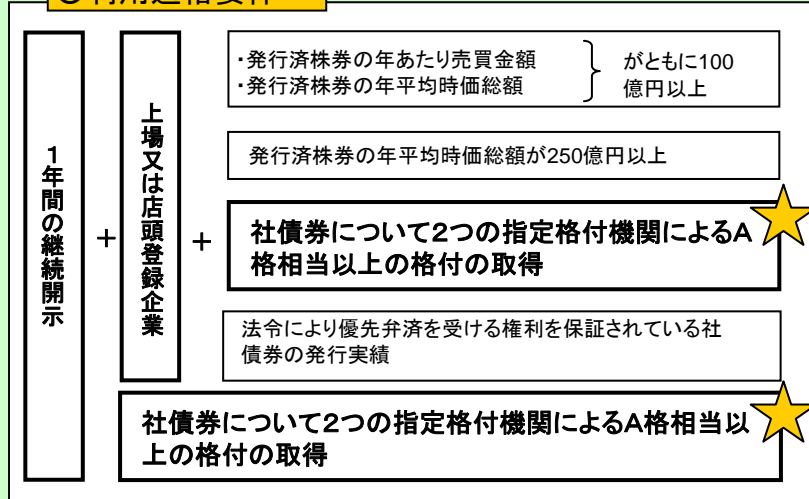 ◎利用適格要件
1年間の継続開示
＋
上場又は店頭登録企業
＋
・発行済株券の年あたり売買金額
・発行済株券の年平均時価総額
がともに100
億円以上
発行済株券の年平均時価総額が250億円以上
社債券について2つの指定格付機関によるA
格相当以上の格付の取得
法令により優先弁済を受ける権利を保証されている社
債券の発行実績
社債券について2つの指定格付機関によるA格相当以
上の格付の取得